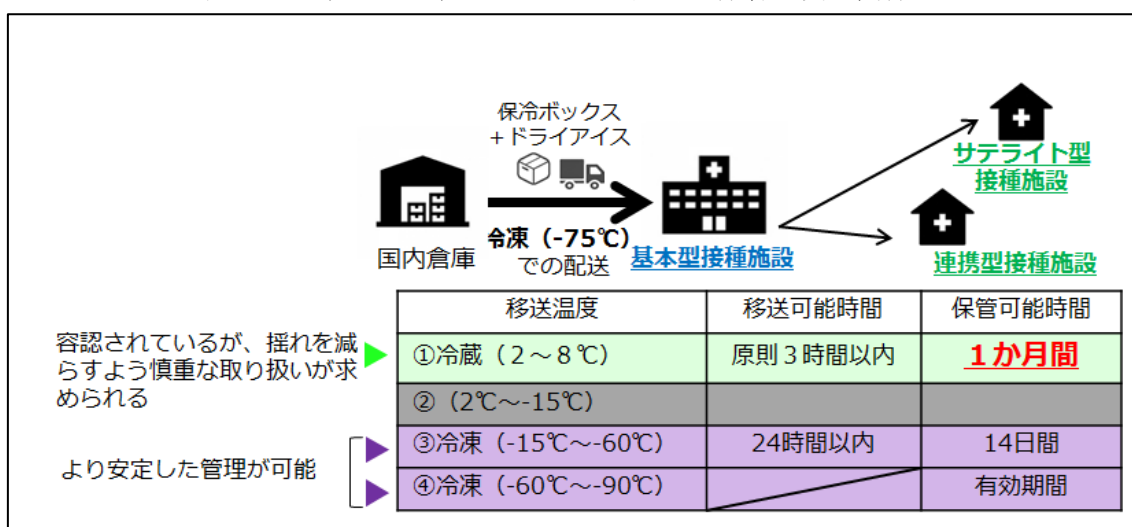 保冷ボックス
＋ドライアイス
国内倉庫
冷凍（-75℃）
での配送
基本型接種施設
サテライト型
接種施設
連携型接種施設
移送温度 移送可能時間 保管可能時間
容認されているが、揺れを減
らすよう慎重な取り扱いが求
められる
①冷蔵（２～８℃） 原則３時間以内 １か月間
②（2℃～-15℃）
より安定した管理が可能
③冷凍（-15℃～-60℃） 24時間以内 14日間
④冷凍（-60℃～-90℃） 有効期間